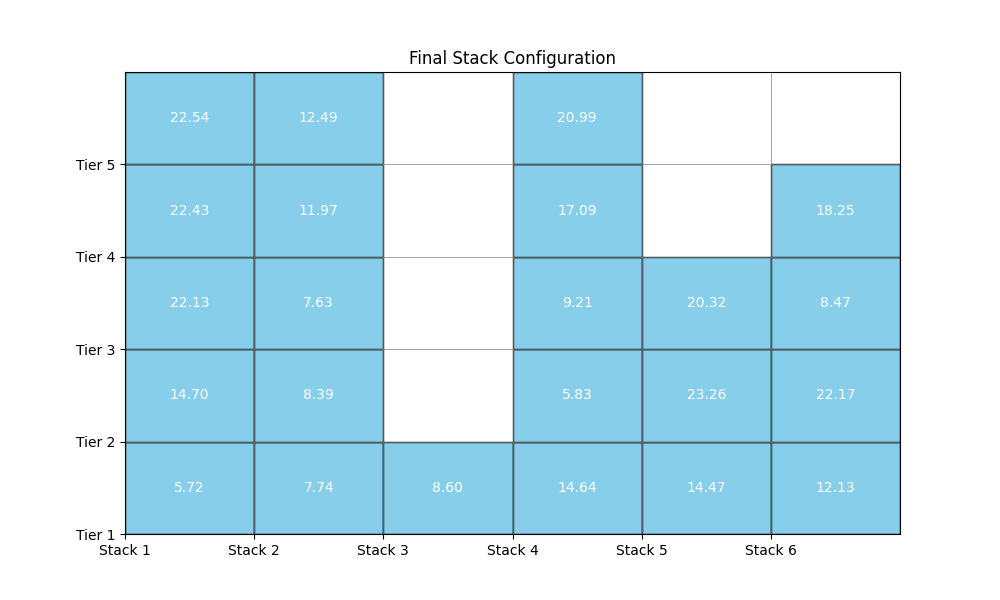 Final Stack Configuration
22.54 12.49 20.99
Tier 5
22.43 11.97 17.09 18.25
Tier 4
22.13 7.63 9.21 20.32 8.47
Tier 3
14.70 8.39 5.83 23.26 22.17
Tier 2
5.72 7.74 8.60 14.64 14.47 12.13
Tier 1
Stack 1 Stack 2 Stack 3 Stack 4 Stack 5 Stack 6